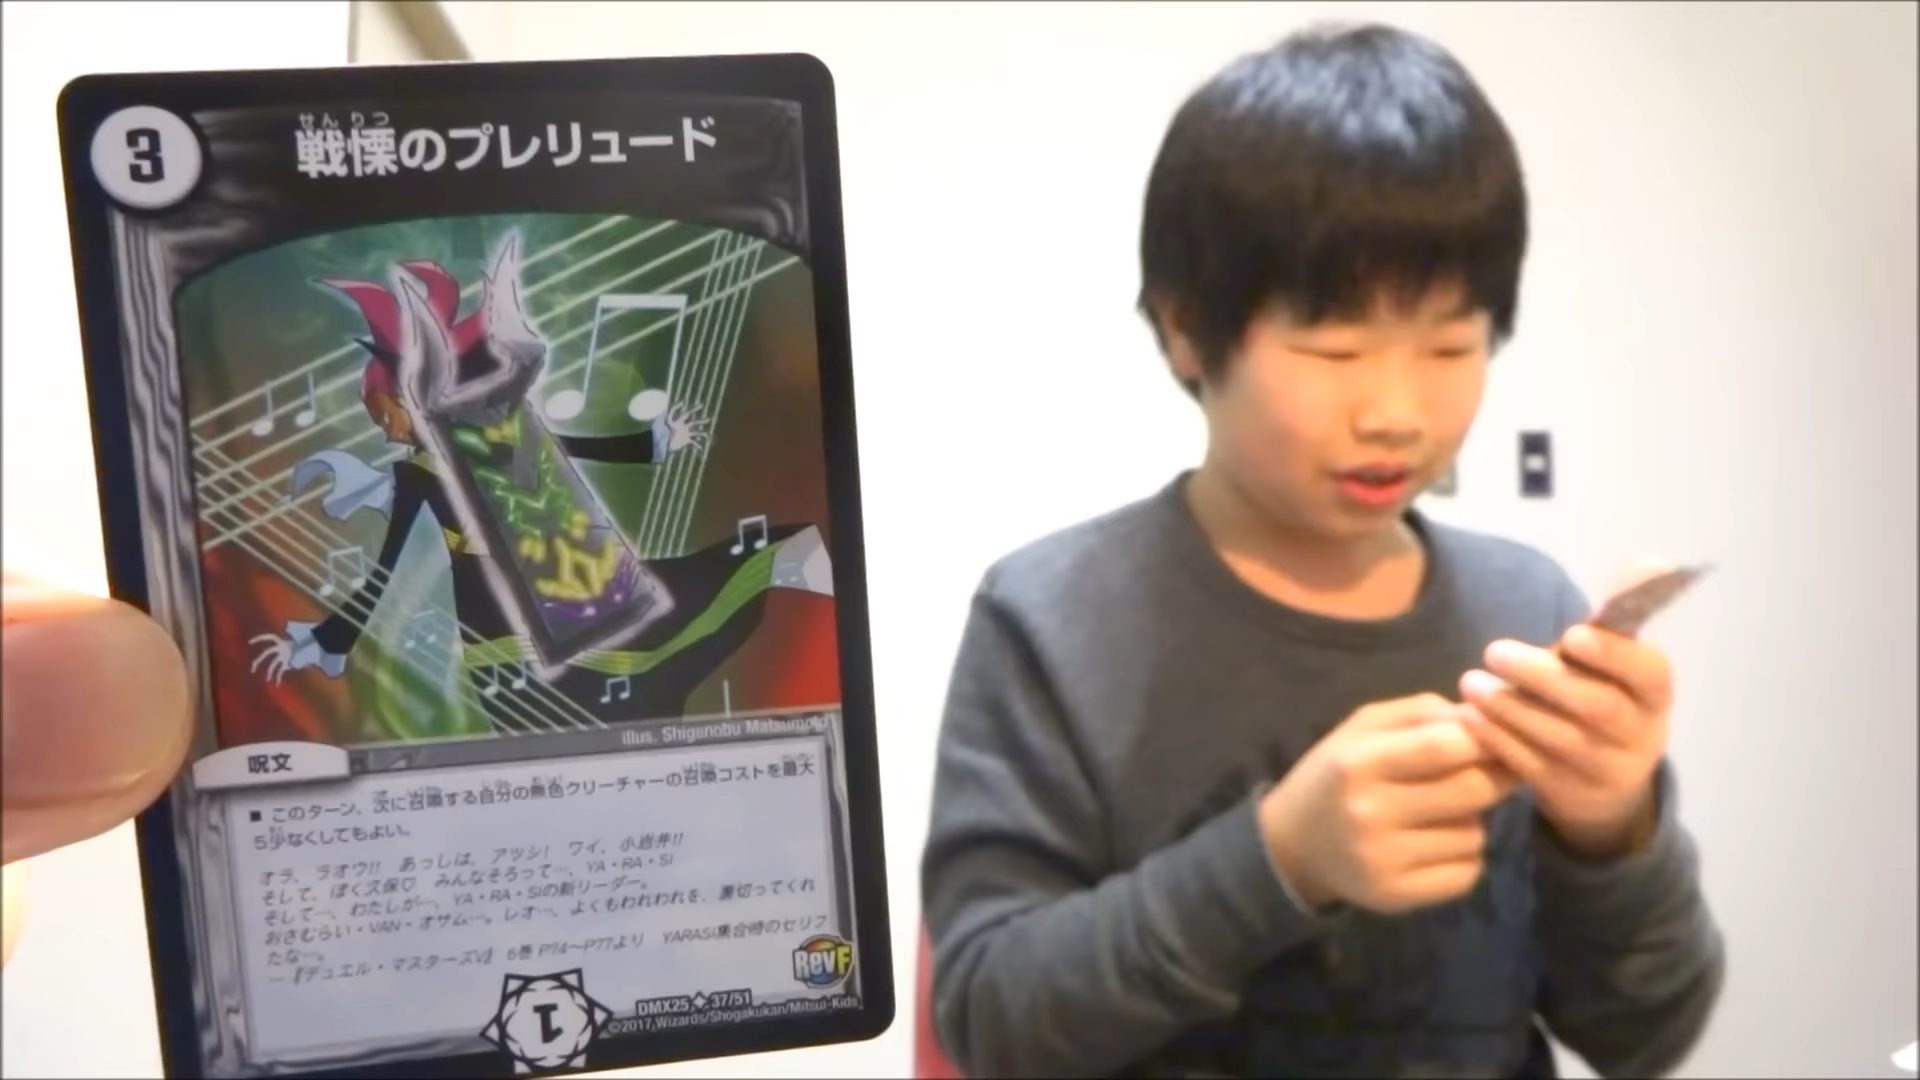 3
せんりつ
戦慄のプレリュード
illus. Shigenobu Matsumoto
呪文
■ このターン、次に召喚する自分の無色クリーチャーの召喚コストを最大
5少なくしてもよい。
オラ、ラオウ!! あっしは、アツシ! ワイ、小岩井!!
そして、ぼく久保♡ みんなそろって…、YA・RA・SI
そして…、わたしが…、YA・RA・SIの新リーダー。
おさむらい・VAN・オサム…。レオ…、よくもわれわれを、裏切ってくれ
たな…。
—『デュエル・マスターズV』 6巻 P74〜P77より YARASI集合時のセリフ
RevF
DMX25 37/51
©2017 Wizards/Shogakukan/Mitsui-Kids
1